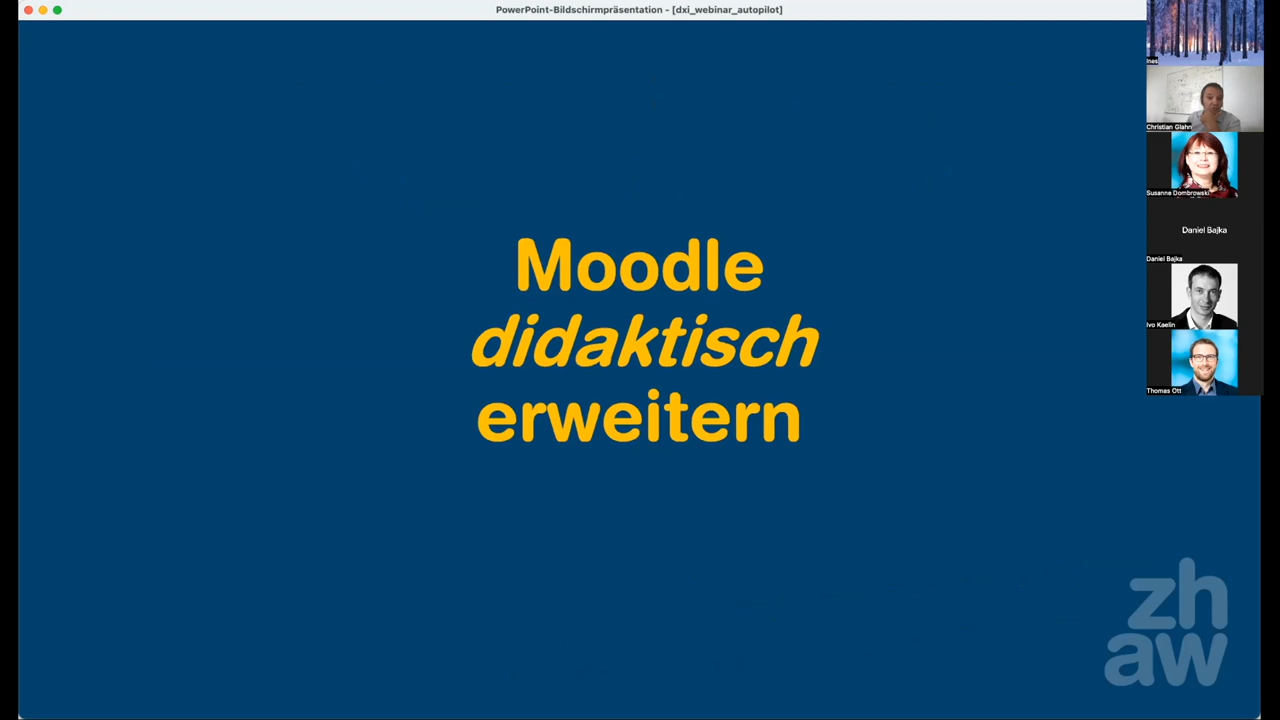 PowerPoint-Bildschirmpräsentation - [dxi_webinar_autopilot]
Moodle
didaktisch
erweitern
zh
aw
Ines
Christian Glahn
Susanne Dombrowski
Daniel Bajka
Daniel Bajka
Ivo Kaelin
Thomas Ott